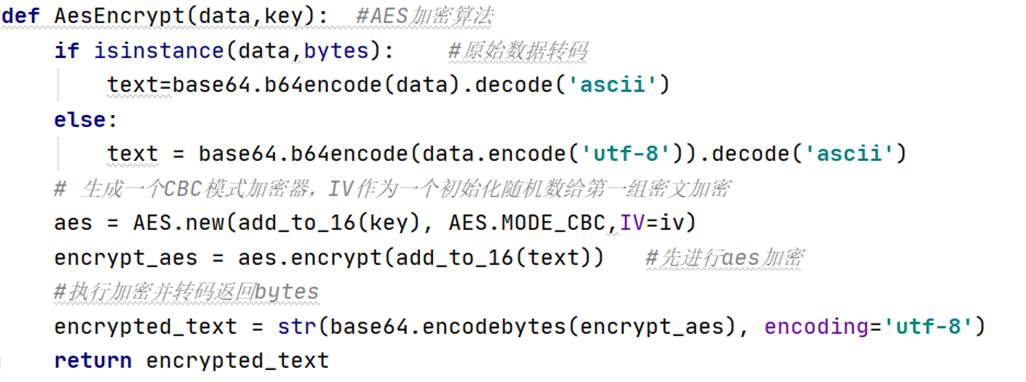 def AesEncrypt(data,key):  #AES加密算法
    if isinstance(data,bytes):    #原始数据转码
        text=base64.b64encode(data).decode('ascii')
    else:
        text = base64.b64encode(data.encode('utf-8')).decode('ascii')
    # 生成一个CBC模式加密器，IV作为一个初始化随机数给第一组密文加密
    aes = AES.new(add_to_16(key), AES.MODE_CBC,IV=iv)
    encrypt_aes = aes.encrypt(add_to_16(text))   #先进行aes加密
    #执行加密并转码返回bytes
    encrypted_text = str(base64.encodebytes(encrypt_aes), encoding='utf-8')
    return encrypted_text